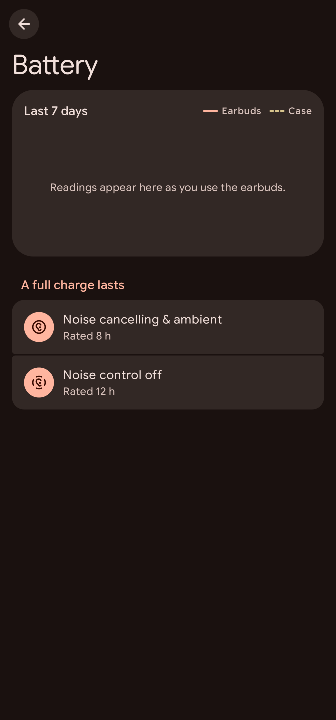 Battery
Last 7 days
Earbuds
Case
Readings appear here as you use the earbuds.
A full charge lasts
Noise cancelling & ambient
Rated 8 h
Noise control off
Rated 12 h